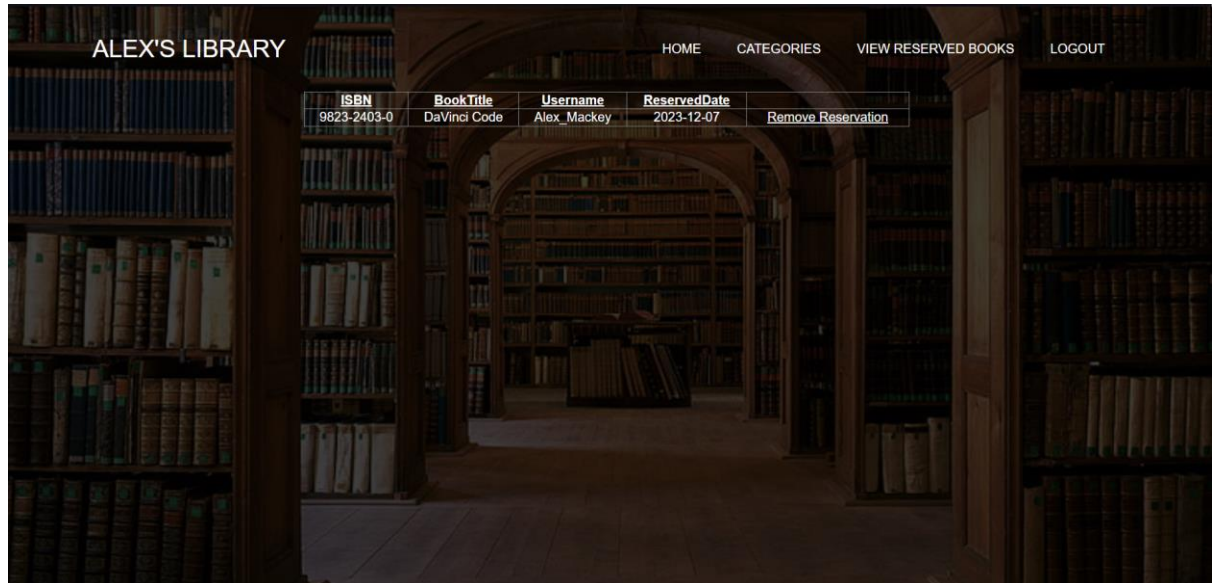 ALEX'S LIBRARY HOME CATEGORIES VIEW RESERVED BOOKS LOGOUT
ISBN BookTitle Username ReservedDate
9823-2403-0 DaVinci Code Alex_Mackey 2023-12-07 Remove Reservation